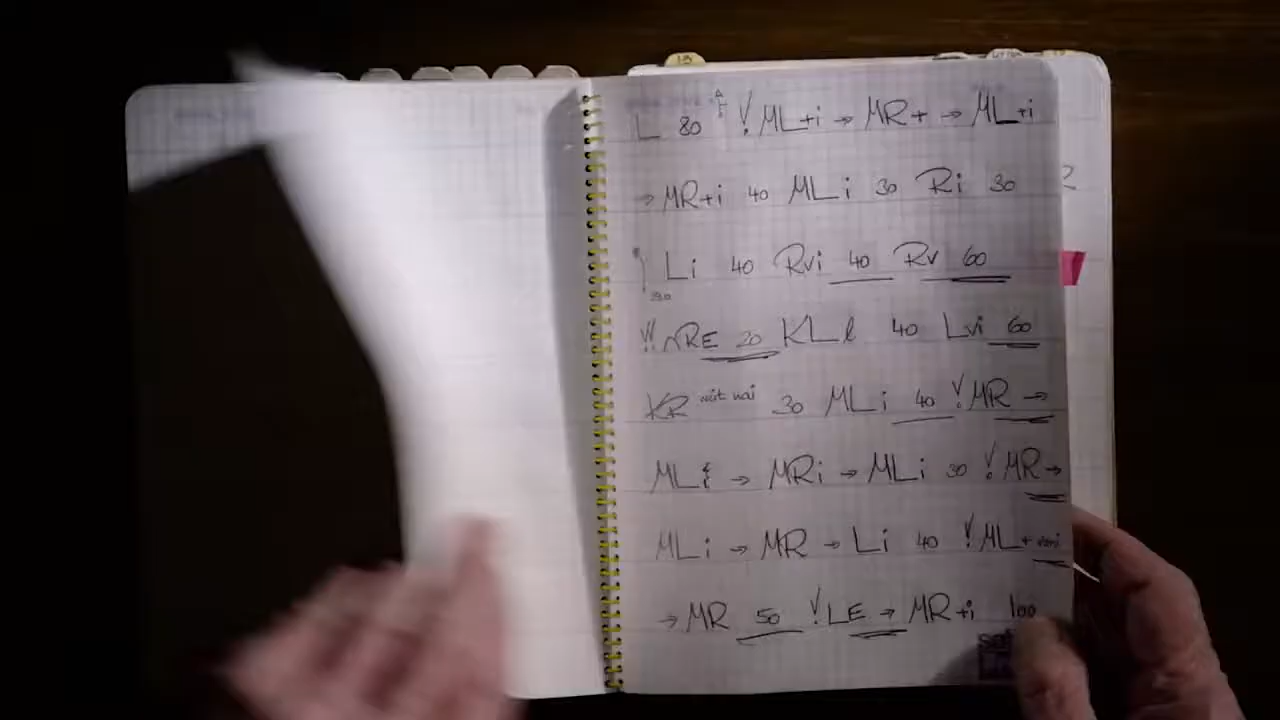 L 80 ! ML+i → MR+ → ML+i
→ MR+i 40 MLi 30 Ri 30
Li 40 Rvi 40 Rv 60
!! RE 20 KLl 40 Lvi 60
KR 30 MLi 40 ! MR →
MLi → MRi → MLi 30 ! MR →
MLi → MR → Li 40 ! ML+
→ MR 50 ! LE → MR+i 100